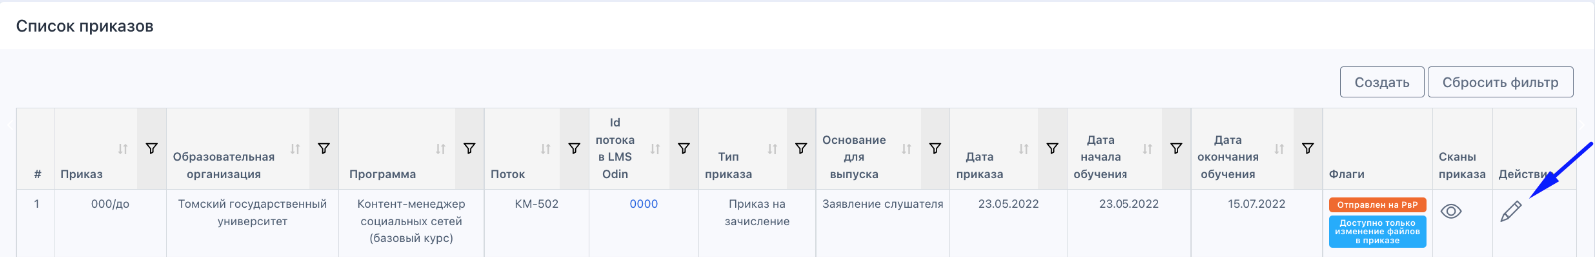 Список приказов
Создать
Сбросить фильтр
#
Приказ
Образовательная
организация
Программа
Поток
Id
потока
в LMS
Odin
Тип
приказа
Основание
для
выпуска
Дата
приказа
Дата
начала
обучения
Дата
окончания
обучения
Флаги
Сканы
приказа
Действи
1
000/до
Томский государственный
университет
Контент-менеджер
социальных сетей
(базовый курс)
КМ-502
0000
Приказ на
зачисление
Заявление слушателя
23.05.2022
23.05.2022
15.07.2022
Отправлен на РвР
Доступно только
изменение файлов
в приказе